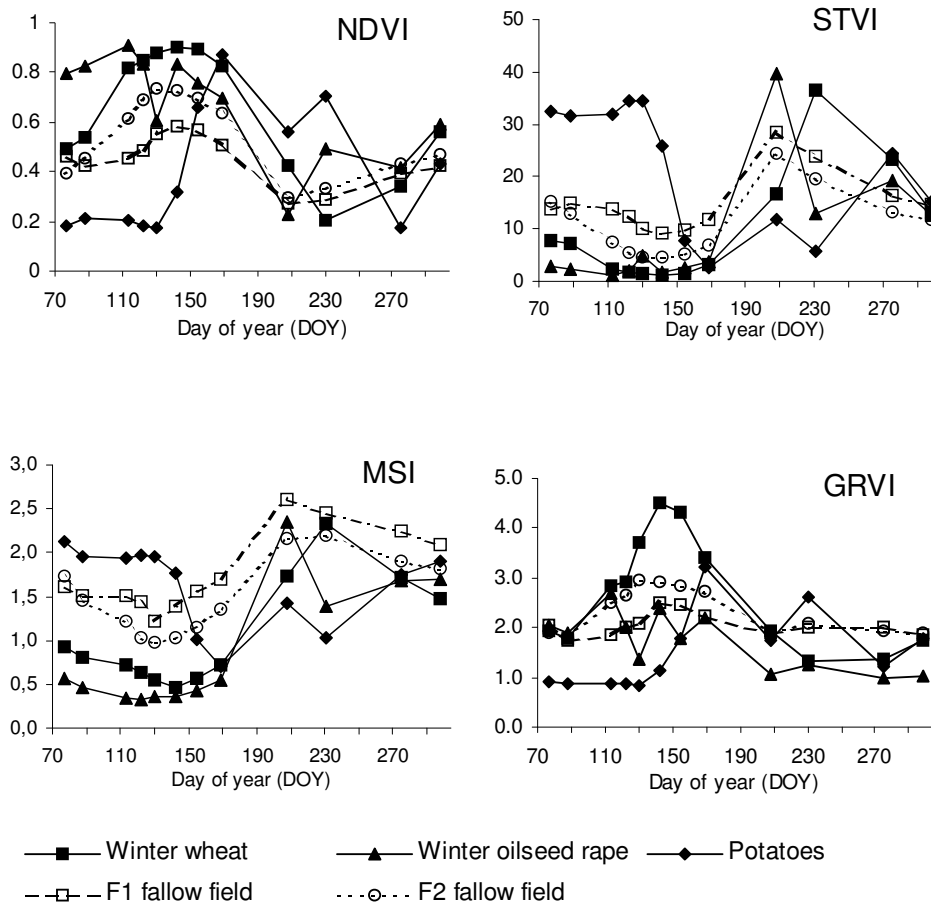 NDVI
1
0.8
0.6
0.4
0.2
0
70 110 150 190 230 270
Day of year (DOY)
STVI
50
40
30
20
10
0
70 110 150 190 230 270
Day of year (DOY)
MSI
3,0
2,5
2,0
1,5
1,0
0,5
0,0
70 110 150 190 230 270
Day of year (DOY)
GRVI
5.0
4.0
3.0
2.0
1.0
0.0
70 110 150 190 230 270
Day of year (DOY)
Winter wheat Winter oilseed rape Potatoes
F1 fallow field F2 fallow field